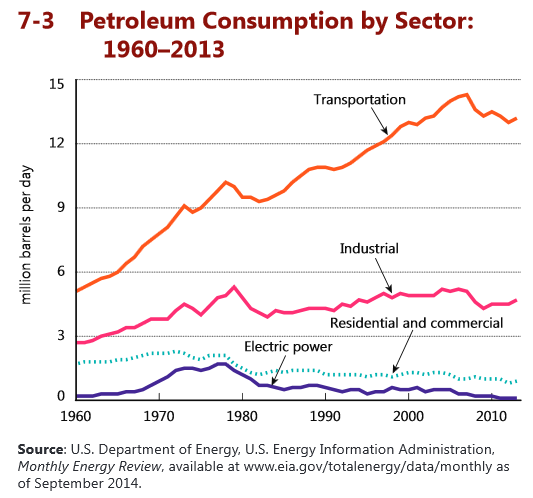 7-3 Petroleum Consumption by Sector:
1960–2013
million barrels per day
15
12
9
6
3
0
Transportation
Industrial
Residential and commercial
Electric power
1960 1970 1980 1990 2000 2010
Source: U.S. Department of Energy, U.S. Energy Information Administration,
Monthly Energy Review, available at www.eia.gov/totalenergy/data/monthly as
of September 2014.